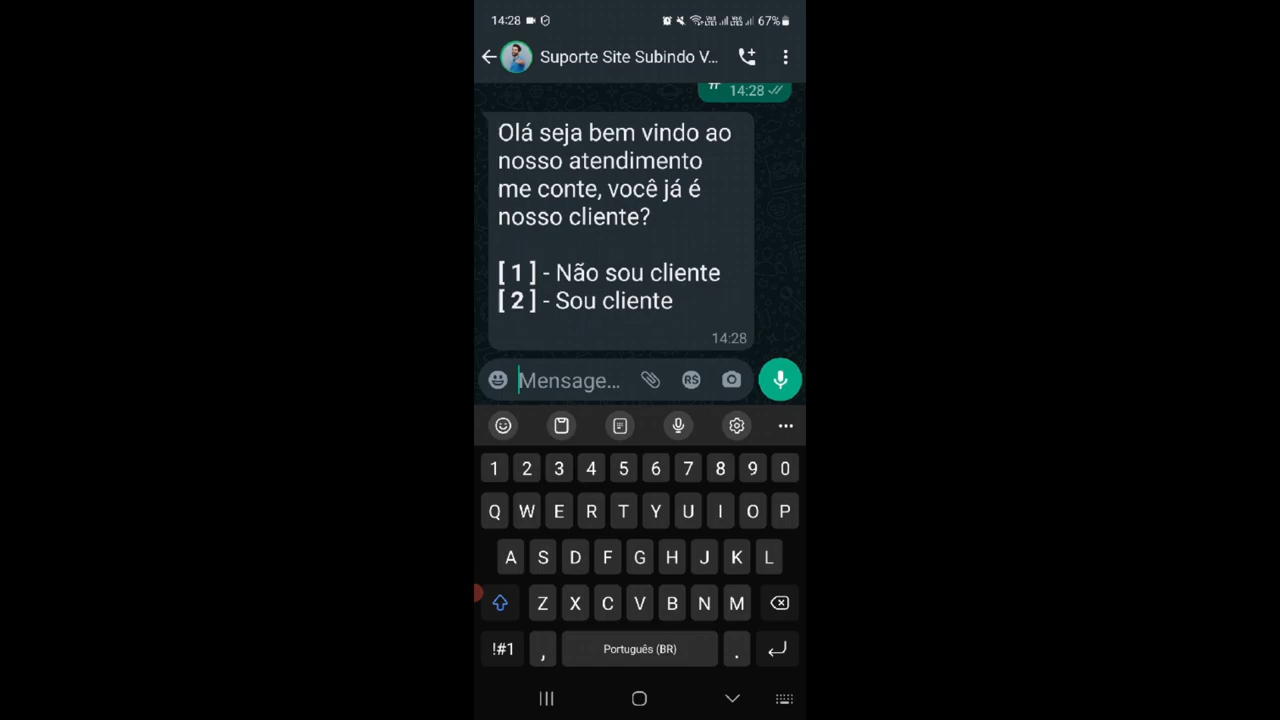 14:28 67%
Suporte Site Subindo V...
# 14:28
Olá seja bem vindo ao
nosso atendimento
me conte, você já é
nosso cliente?
[ 1 ] - Não sou cliente
[ 2 ] - Sou cliente
14:28
Mensage...
1 2 3 4 5 6 7 8 9 0
Q W E R T Y U I O P
A S D F G H J K L
Z X C V B N M
!#1 , Português (BR) .